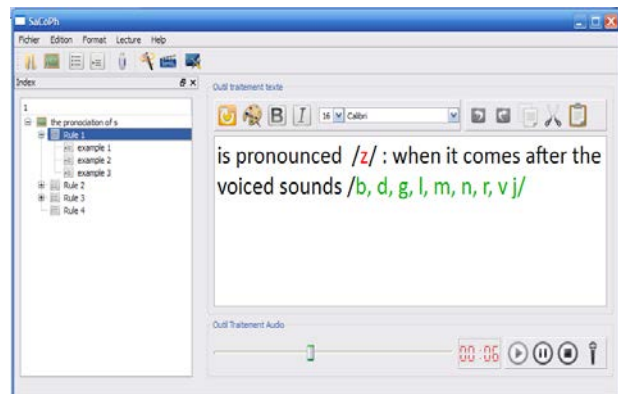 SaCoPh
Fichier Edition Format Lecture Help
Index
1
the pronociation of s
Rule 1
example 1
example 2
example 3
Rule 2
Rule 3
Rule 4
Outil traitement texte
B I 16 Calibri
is pronounced /z/ : when it comes after the
voiced sounds /b, d, g, l, m, n, r, v j/
Outil Traitement Audio
00:06